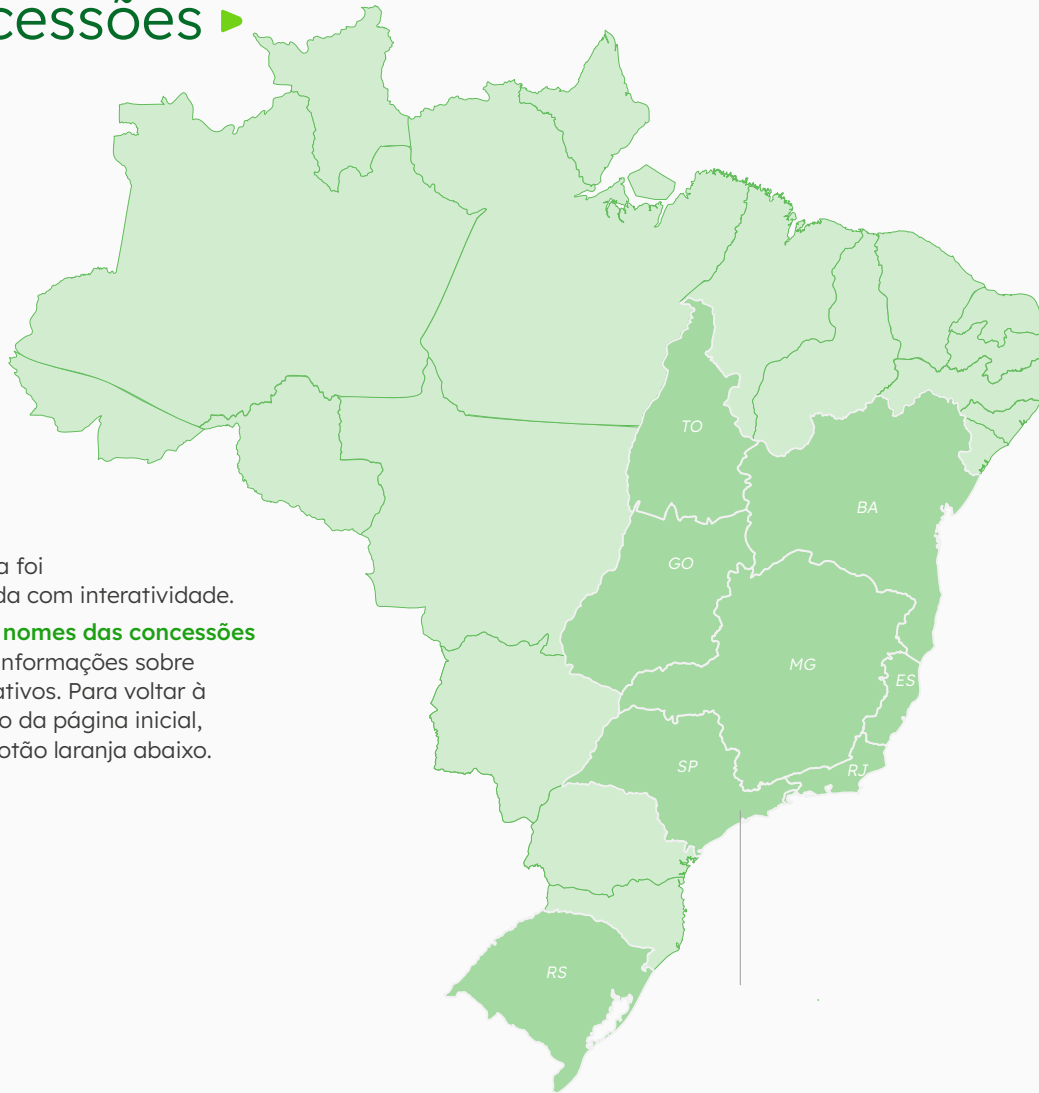 cessões
TO
BA
GO
MG
ES
SP
RJ
RS
a foi
da com interatividade.
nomes das concessões
nformações sobre
ativos. Para voltar à
o da página inicial,
otão laranja abaixo.